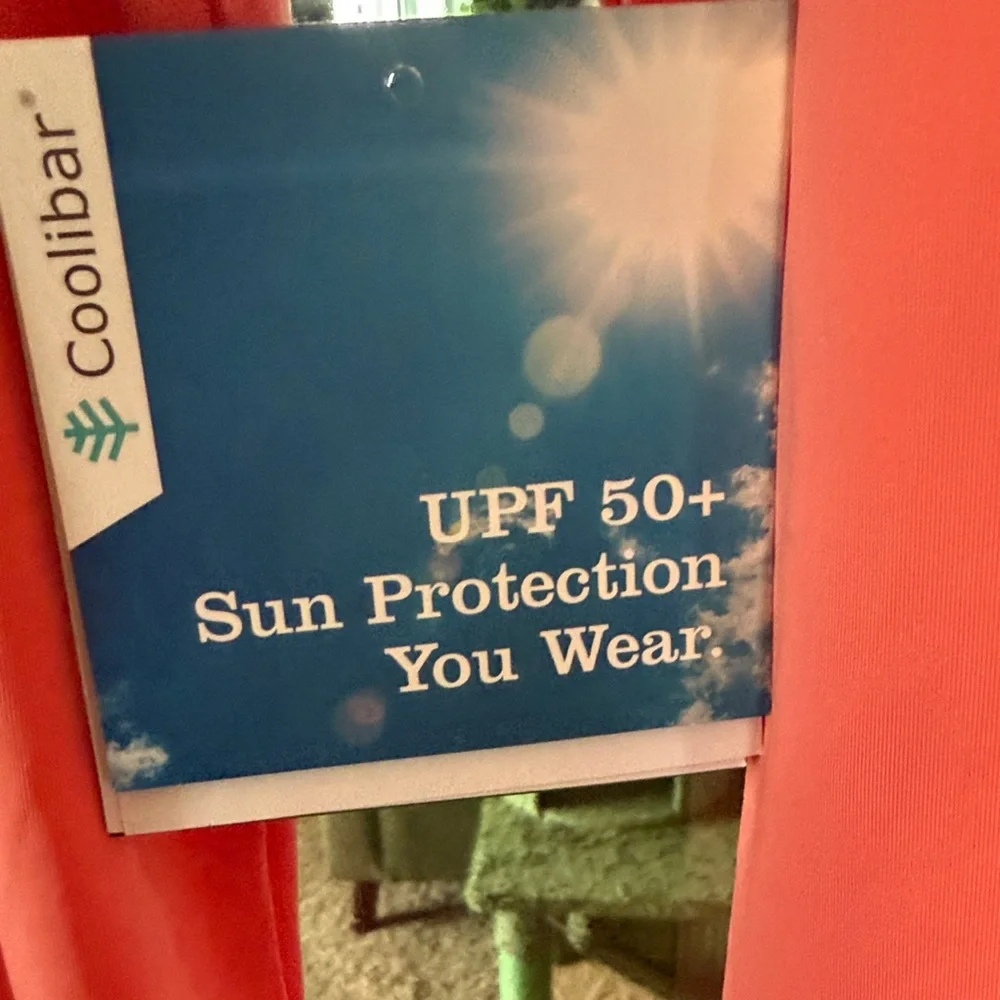 Coolibar®
UPF 50+
Sun Protection
You Wear.